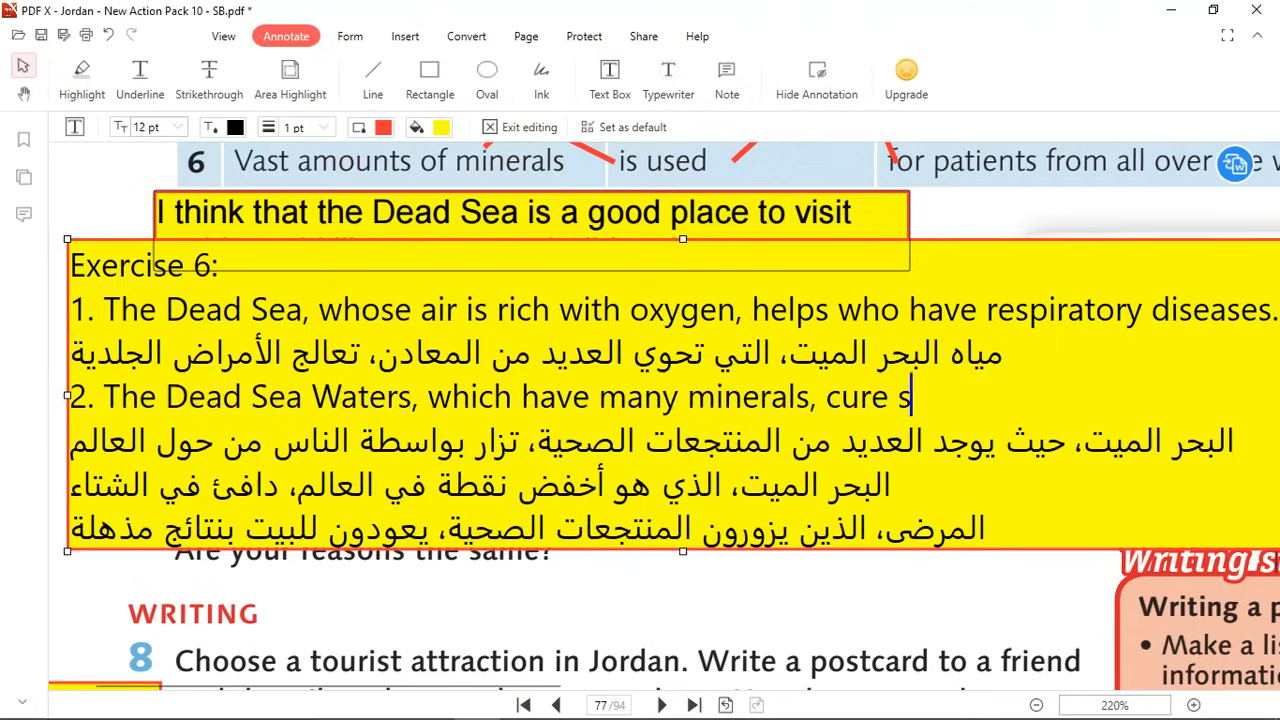 PDF X - Jordan - New Action Pack 10 - SB.pdf *
View Annotate Form Insert Convert Page Protect Share Help
Highlight Underline Strikethrough Area Highlight Line Rectangle Oval Ink Text Box Typewriter Note Hide Annotation Upgrade
12 pt 1 pt Exit editing Set as default
6 Vast amounts of minerals is used for patients from all over
I think that the Dead Sea is a good place to visit
Exercise 6:
1. The Dead Sea, whose air is rich with oxygen, helps who have respiratory diseases.
مياه البحر الميت، التي تحوي العديد من المعادن، تعالج الأمراض الجلدية
2. The Dead Sea Waters, which have many minerals, cure s
البحر الميت، حيث يوجد العديد من المنتجعات الصحية، تزار بواسطة الناس من حول العالم
البحر الميت، الذي هو أخفض نقطة في العالم، دافئ في الشتاء
المرضى، الذين يزورون المنتجعات الصحية، يعودون للبيت بنتائج مذهلة
Are your reasons the same?
WRITING
Writing s
8 Choose a tourist attraction in Jordan. Write a postcard to a friend
Writing a p
• Make a lis
informatio
77 /94
220%